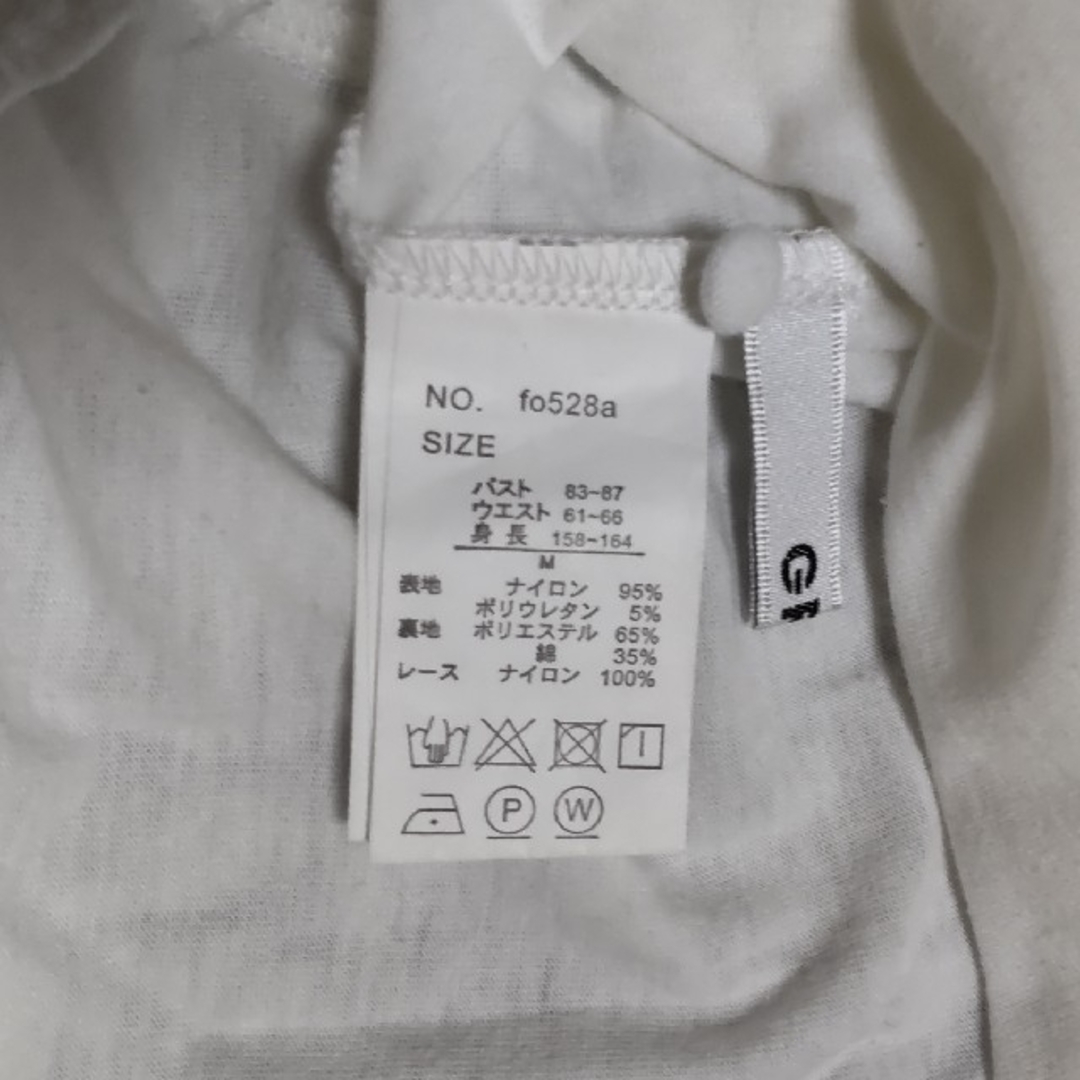 NO. fo528a
SIZE
バスト 83~87
ウエスト 61~66
身長 158~164
M
表地 ナイロン 95%
ポリウレタン 5%
裏地 ポリエステル 65%
綿 35%
レース ナイロン 100%
P W